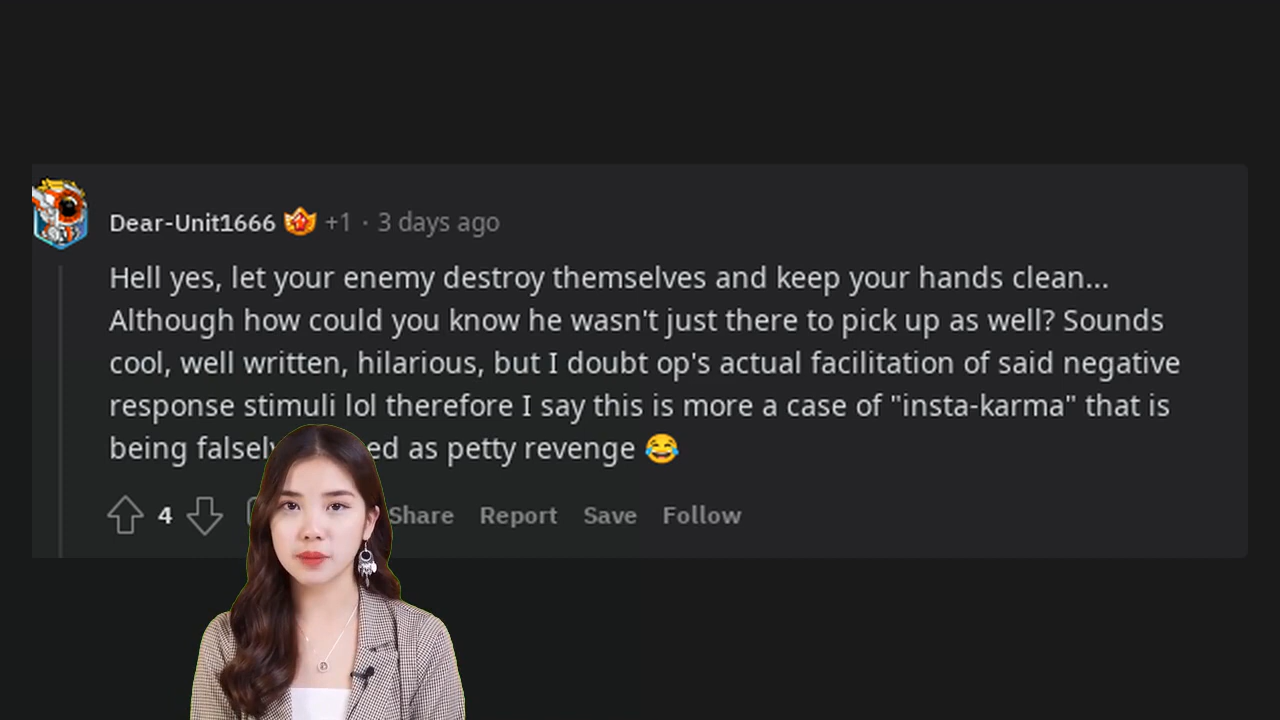 Dear-Unit1666 +1 · 3 days ago
Hell yes, let your enemy destroy themselves and keep your hands clean...
Although how could you know he wasn't just there to pick up as well? Sounds
cool, well written, hilarious, but I doubt op's actual facilitation of said negative
response stimuli lol therefore I say this is more a case of "insta-karma" that is
being as petty revenge 😂
4 Share Report Save Follow